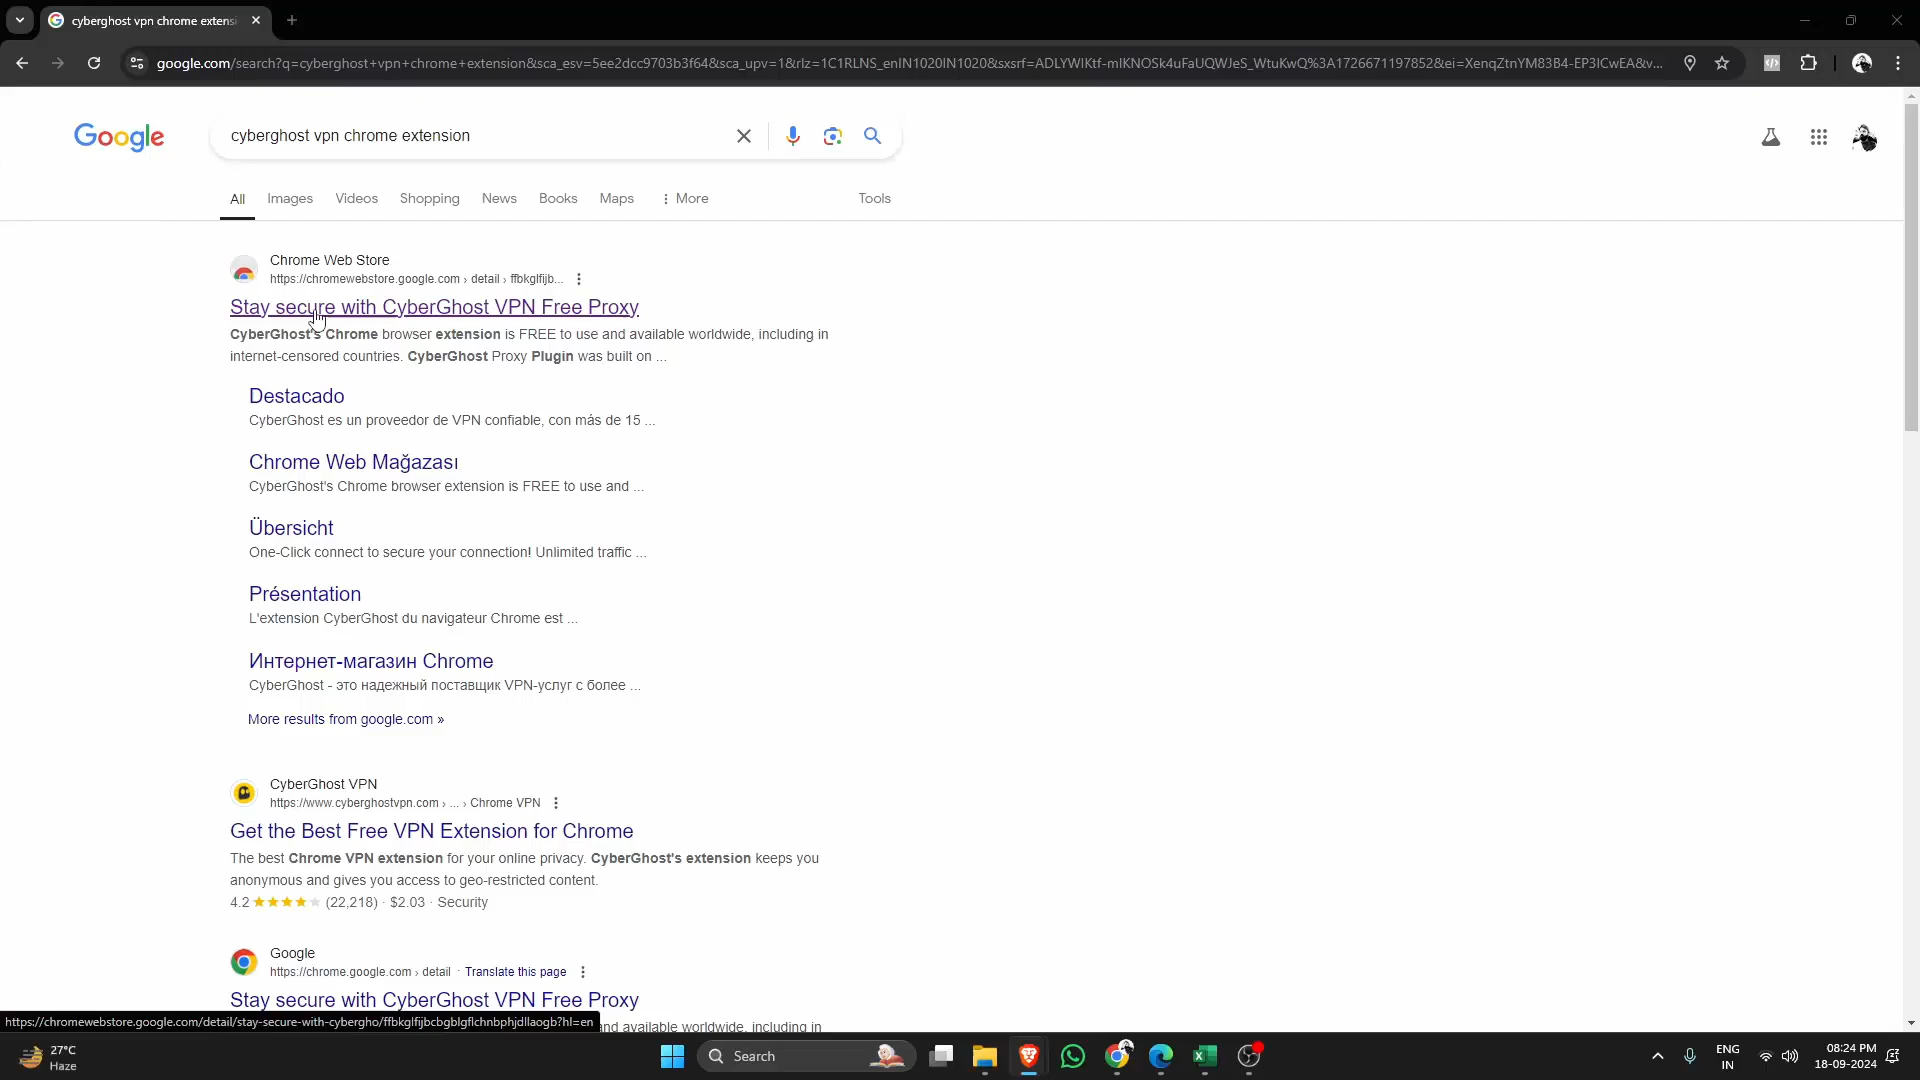 cyberghost vpn chrome extensi
google.com/search?q=cyberghost+vpn+chrome+extension&sca_esv=5ee2dcc9703b3f64&sca_upv=1&rlz=1C1RLNS_enIN1020IN1020&sxsrf=ADLYWIKtf-mIKNOSk4uFaUQWJeS_WtuKwQ%3A1726671197852&ei=XenqZtnYM83B4-EP3ICwEA&v...
Google
cyberghost vpn chrome extension
All Images Videos Shopping News Books Maps More Tools
Chrome Web Store
https://chromewebstore.google.com › detail › ffbkglfijb...
Stay secure with CyberGhost VPN Free Proxy
CyberGhost's Chrome browser extension is FREE to use and available worldwide, including in
internet-censored countries. CyberGhost Proxy Plugin was built on ...
Destacado
CyberGhost es un proveedor de VPN confiable, con más de 15 ...
Chrome Web Mağazası
CyberGhost's Chrome browser extension is FREE to use and ...
Übersicht
One-Click connect to secure your connection! Unlimited traffic ...
Présentation
L'extension CyberGhost du navigateur Chrome est ...
Интернет-магазин Chrome
CyberGhost - это надежный поставщик VPN-услуг с более ...
More results from google.com »
CyberGhost VPN
https://www.cyberghostvpn.com › ... › Chrome VPN
Get the Best Free VPN Extension for Chrome
The best Chrome VPN extension for your online privacy. CyberGhost's extension keeps you
anonymous and gives you access to geo-restricted content.
4.2 (22,218) · $2.03 · Security
Google
https://chrome.google.com › detail · Translate this page
Stay secure with CyberGhost VPN Free Proxy
and available worldwide, including in
https://chromewebstore.google.com/detail/stay-secure-with-cybergho/ffbkglfijbcbgblgflchnbphjdllaogb?hl=en
27°C
Haze
Search
ENG
IN
08:24 PM
18-09-2024